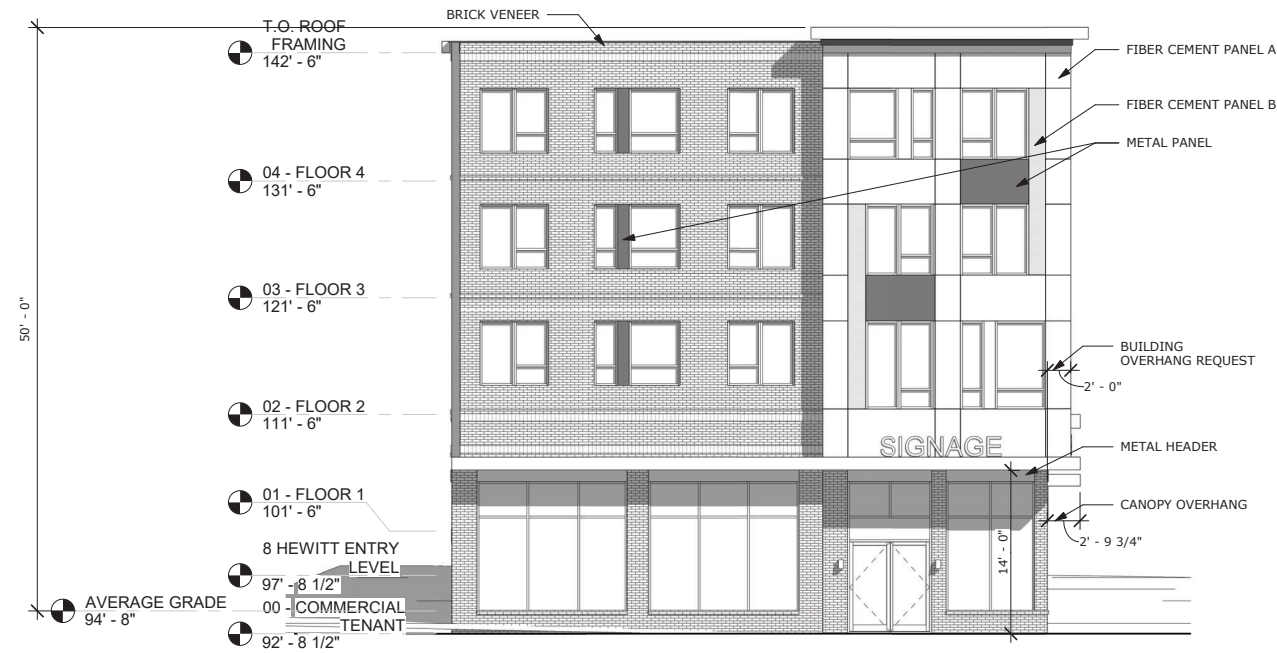 BRICK VENEER
T.O. ROOF
FRAMING
142' - 6"
FIBER CEMENT PANEL A
FIBER CEMENT PANEL B
METAL PANEL
04 - FLOOR 4
131' - 6"
03 - FLOOR 3
121' - 6"
50' - 0"
BUILDING
OVERHANG REQUEST
2' - 0"
02 - FLOOR 2
111' - 6"
SIGNAGE
METAL HEADER
01 - FLOOR 1
101' - 6"
CANOPY OVERHANG
2' - 9 3/4"
14' - 0"
8 HEWITT ENTRY
LEVEL
97' - 8 1/2"
AVERAGE GRADE
94' - 8"
00 - COMMERCIAL
TENANT
92' - 8 1/2"